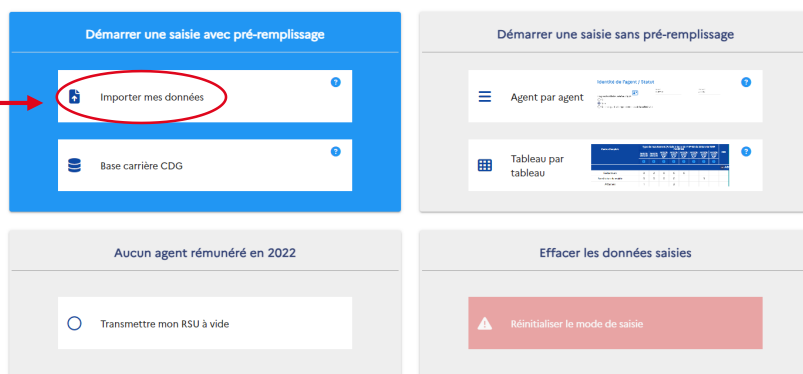 Démarrer une saisie avec pré-remplissage
Importer mes données
?
Base carrière CDG
?
Démarrer une saisie sans pré-remplissage
Agent par agent
Identité de l'agent / Statut
?
Tableau par
tableau
?
Aucun agent rémunéré en 2022
Transmettre mon RSU à vide
Effacer les données saisies
Réinitialiser le mode de saisie